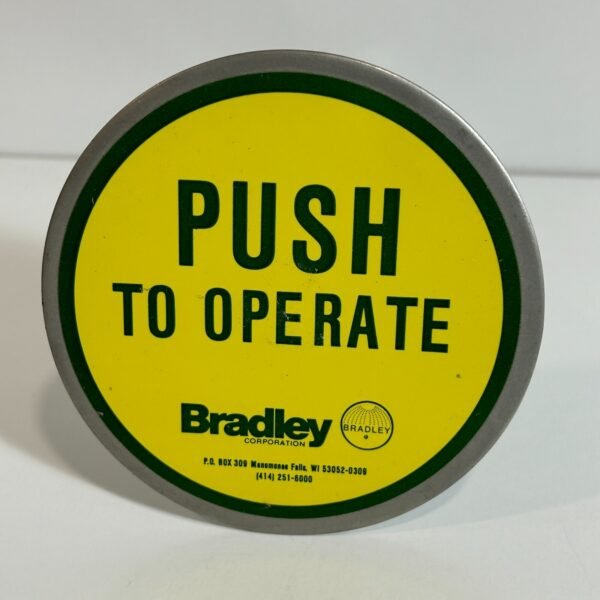 PUSH
TO OPERATE
Bradley
CORPORATION
BRADLEY
P.O. BOX 309 Menomonee Falls, WI 53052-0309
(414) 251-6000